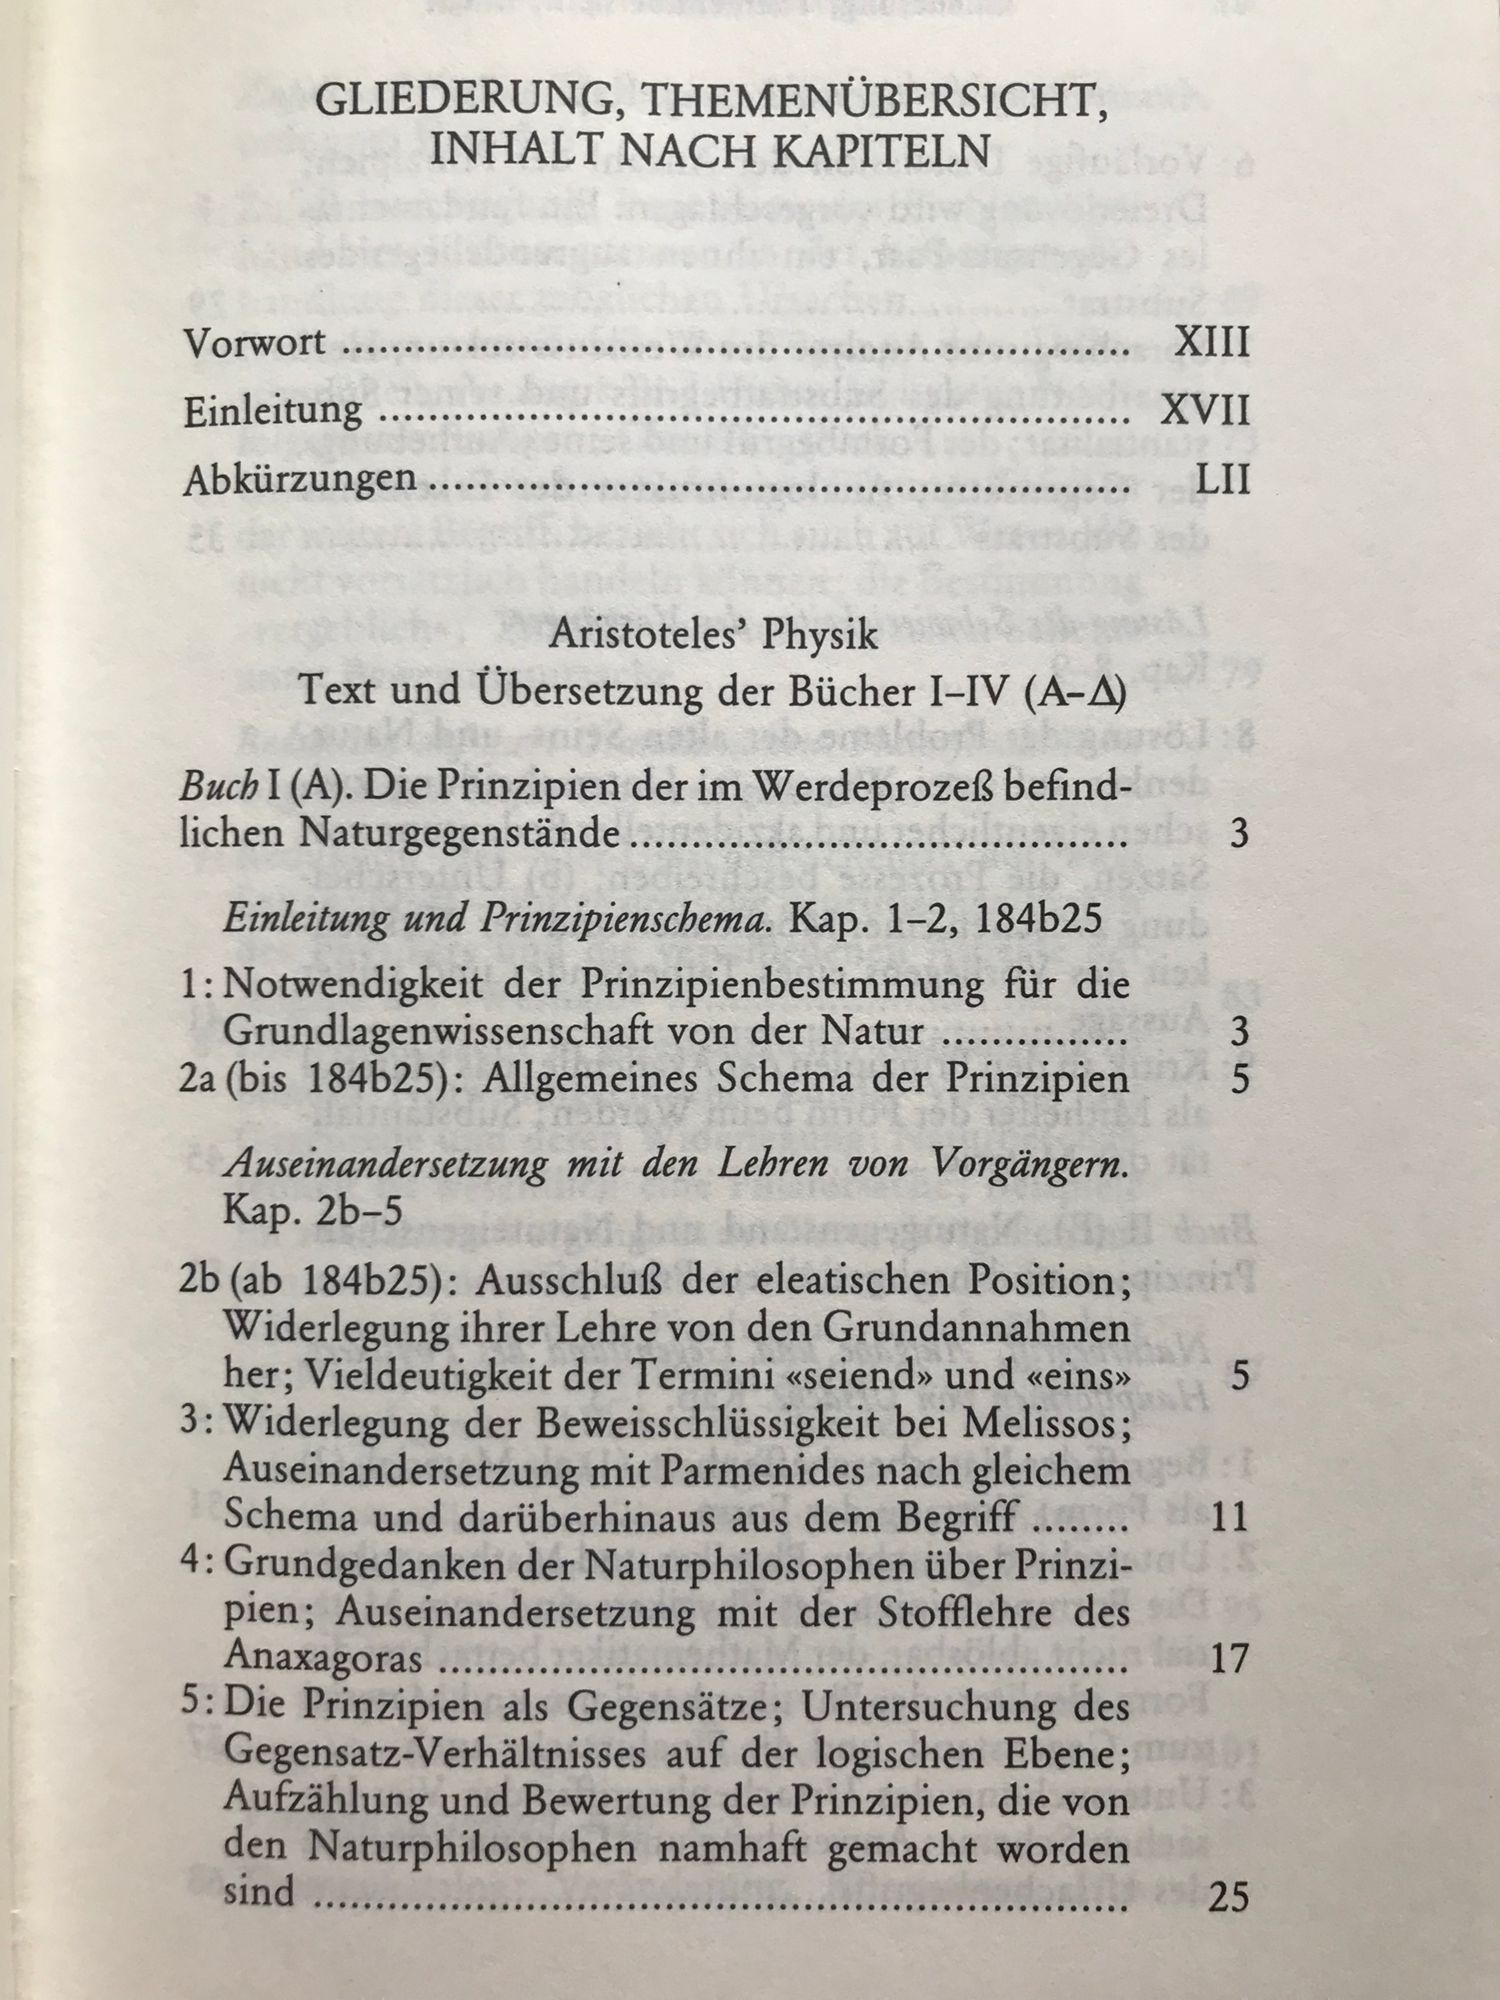 GLIEDERUNG, THEMENÜBERSICHT,
INHALT NACH KAPITELN
Vorwort ............................................................ XIII
Einleitung ......................................................... XVII
Abkürzungen ..................................................... LII
Aristoteles’ Physik
Text und Übersetzung der Bücher I–IV (A–Δ)
Buch I (A). Die Prinzipien der im Werdeprozeß befind-
lichen Naturgegenstände ...................................... 3
Einleitung und Prinzipienschema. Kap. 1–2, 184b25
1: Notwendigkeit der Prinzipienbestimmung für die
Grundlagenwissenschaft von der Natur ............... 3
2a (bis 184b25): Allgemeines Schema der Prinzipien 5
Auseinandersetzung mit den Lehren von Vorgängern.
Kap. 2b–5
2b (ab 184b25): Ausschluß der eleatischen Position;
Widerlegung ihrer Lehre von den Grundannahmen
her; Vieldeutigkeit der Termini «seiend» und «eins» 5
3: Widerlegung der Beweisschlüssigkeit bei Melissos;
Auseinandersetzung mit Parmenides nach gleichem
Schema und darüberhinaus aus dem Begriff ........ 11
4: Grundgedanken der Naturphilosophen über Prinzi-
pien; Auseinandersetzung mit der Stofflehre des
Anaxagoras ..................................................... 17
5: Die Prinzipien als Gegensätze; Untersuchung des
Gegensatz-Verhältnisses auf der logischen Ebene;
Aufzählung und Bewertung der Prinzipien, die von
den Naturphilosophen namhaft gemacht worden
sind ............................................................... 25